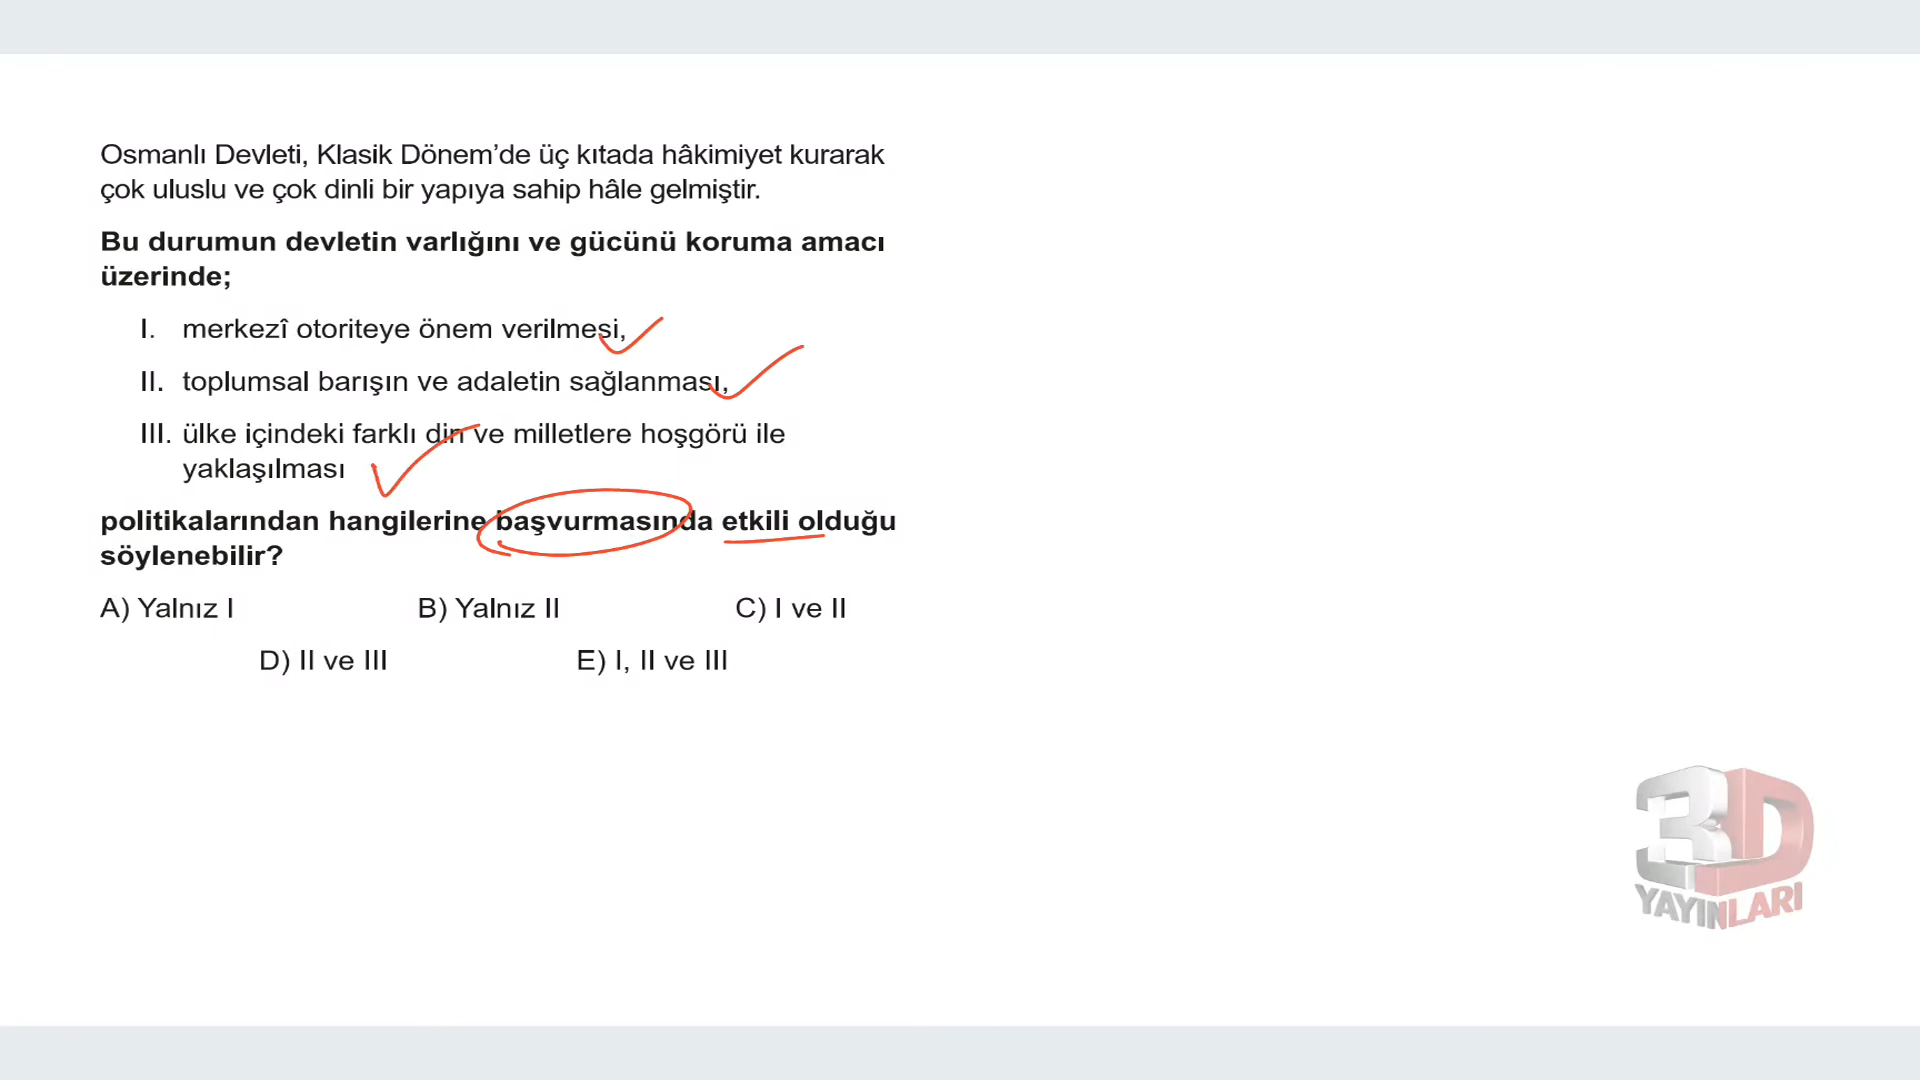 Osmanlı Devleti, Klasik Dönem’de üç kıtada hâkimiyet kurarak
çok uluslu ve çok dinli bir yapıya sahip hâle gelmiştir.
Bu durumun devletin varlığını ve gücünü koruma amacı
üzerinde;
I. merkezî otoriteye önem verilmesi,
II. toplumsal barışın ve adaletin sağlanması,
III. ülke içindeki farklı din ve milletlere hoşgörü ile
yaklaşılması
politikalarından hangilerine başvurmasında etkili olduğu
söylenebilir?
A) Yalnız I B) Yalnız II C) I ve II
D) II ve III E) I, II ve III
3D
YAYINLARI